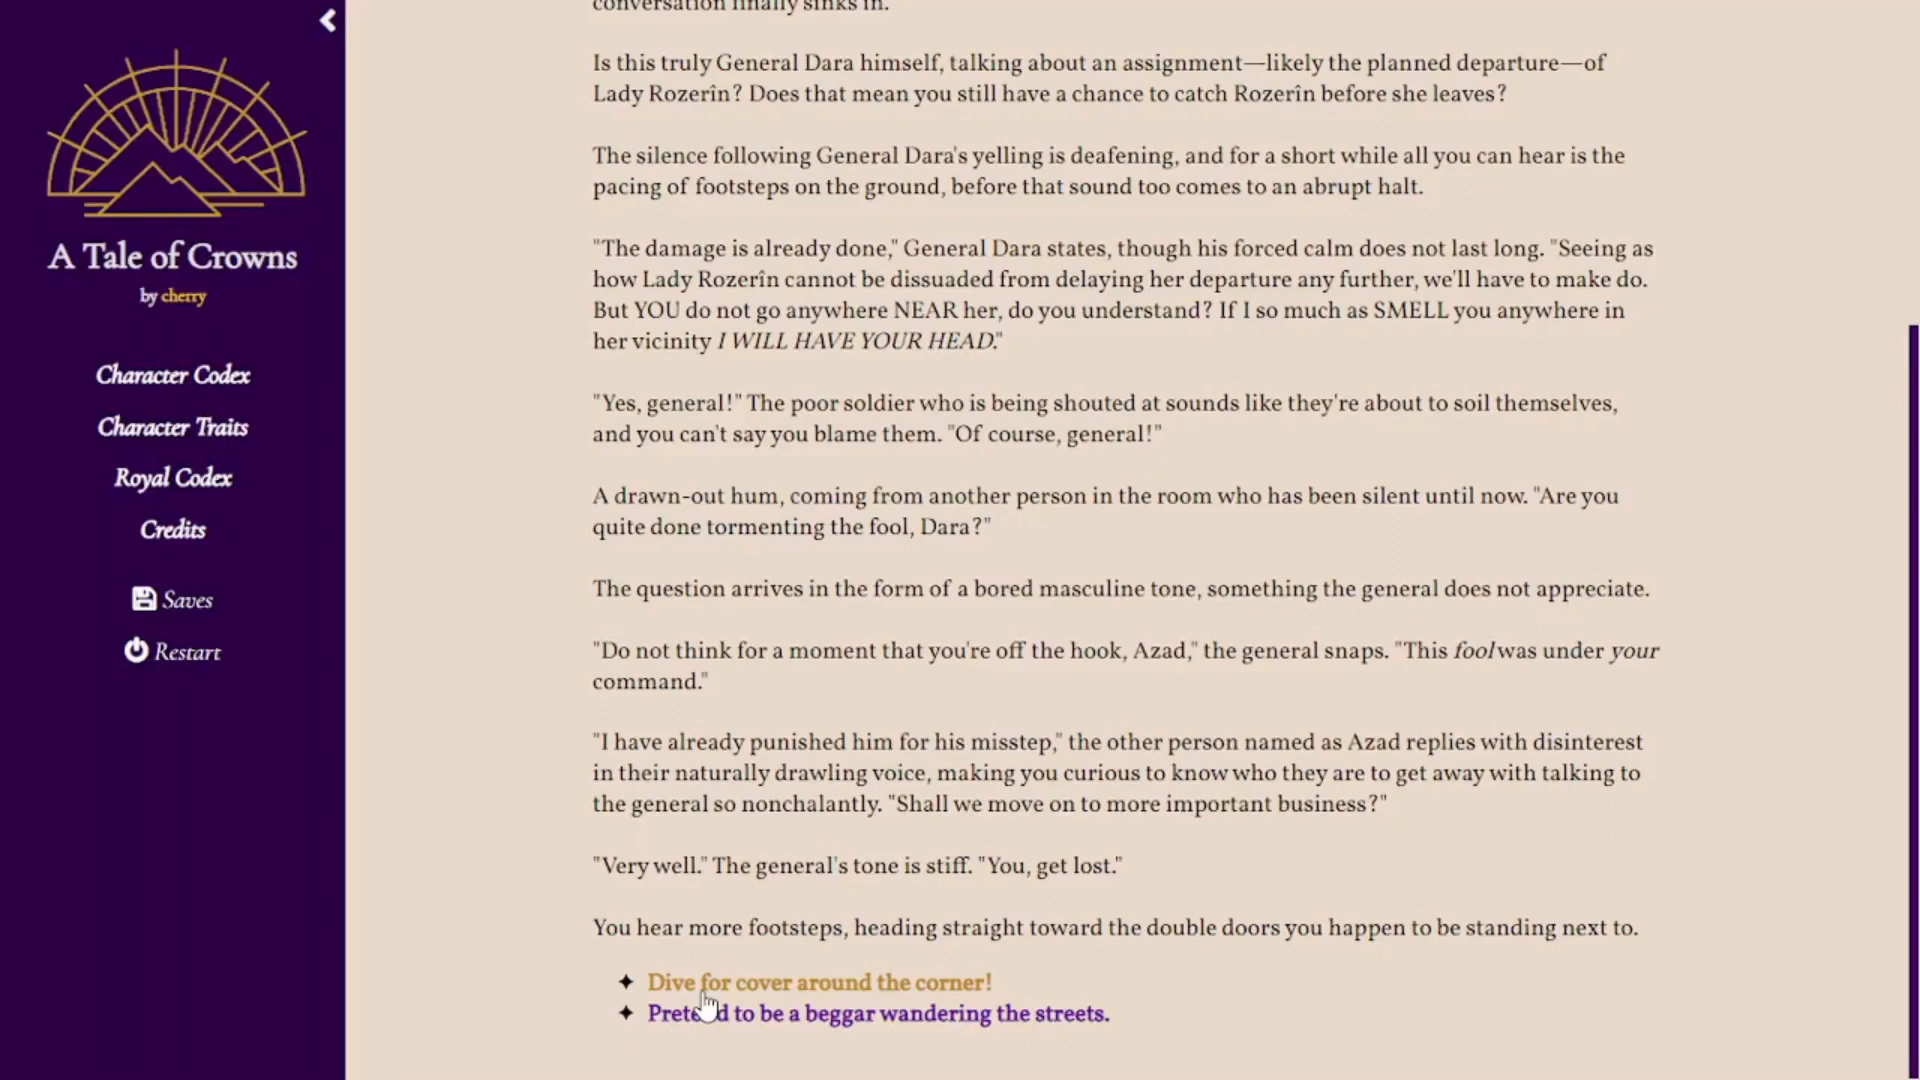 A Tale of Crowns
by cherry
Character Codex
Character Traits
Royal Codex
Credits
Saves
Restart
conversation finally sinks in.
Is this truly General Dara himself, talking about an assignment—likely the planned departure—of
Lady Rozerîn? Does that mean you still have a chance to catch Rozerîn before she leaves?
The silence following General Dara's yelling is deafening, and for a short while all you can hear is the
pacing of footsteps on the ground, before that sound too comes to an abrupt halt.
"The damage is already done," General Dara states, though his forced calm does not last long. "Seeing as
how Lady Rozerîn cannot be dissuaded from delaying her departure any further, we'll have to make do.
But YOU do not go anywhere NEAR her, do you understand? If I so much as SMELL you anywhere in
her vicinity I WILL HAVE YOUR HEAD."
"Yes, general!" The poor soldier who is being shouted at sounds like they're about to soil themselves,
and you can't say you blame them. "Of course, general!"
A drawn-out hum, coming from another person in the room who has been silent until now. "Are you
quite done tormenting the fool, Dara?"
The question arrives in the form of a bored masculine tone, something the general does not appreciate.
"Do not think for a moment that you're off the hook, Azad," the general snaps. "This fool was under your
command."
"I have already punished him for his misstep," the other person named as Azad replies with disinterest
in their naturally drawling voice, making you curious to know who they are to get away with talking to
the general so nonchalantly. "Shall we move on to more important business?"
"Very well." The general's tone is stiff. "You, get lost."
You hear more footsteps, heading straight toward the double doors you happen to be standing next to.
Dive for cover around the corner!
Pretend to be a beggar wandering the streets.